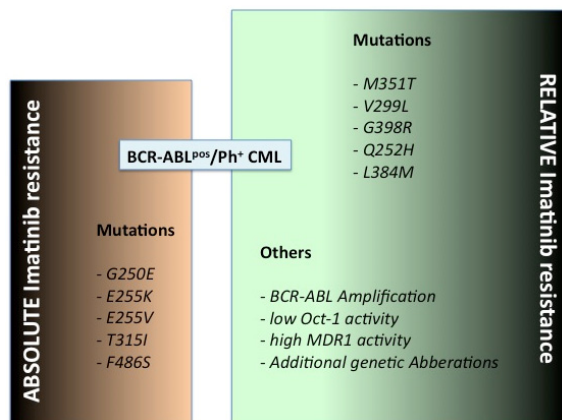 ABSOLUTE Imatinib resistance
BCR-ABLpos/Ph+ CML
Mutations
- G250E
- E255K
- E255V
- T315I
- F486S
Mutations
- M351T
- V299L
- G398R
- Q252H
- L384M
Others
- BCR-ABL Amplification
- low Oct-1 activity
- high MDR1 activity
- Additional genetic Abberations
RELATIVE Imatinib resistance